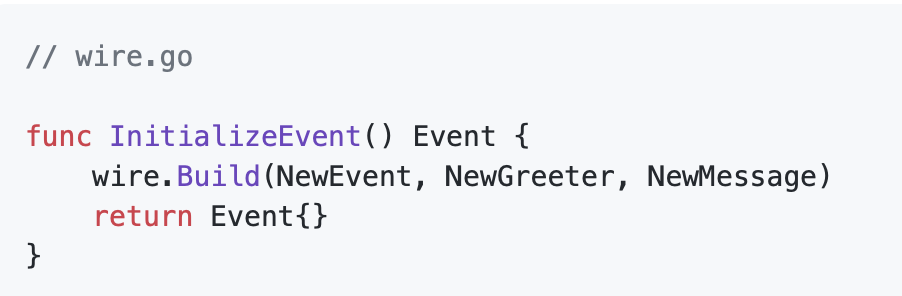 // wire.go
func InitializeEvent() Event {
    wire.Build(NewEvent, NewGreeter, NewMessage)
    return Event{}
}